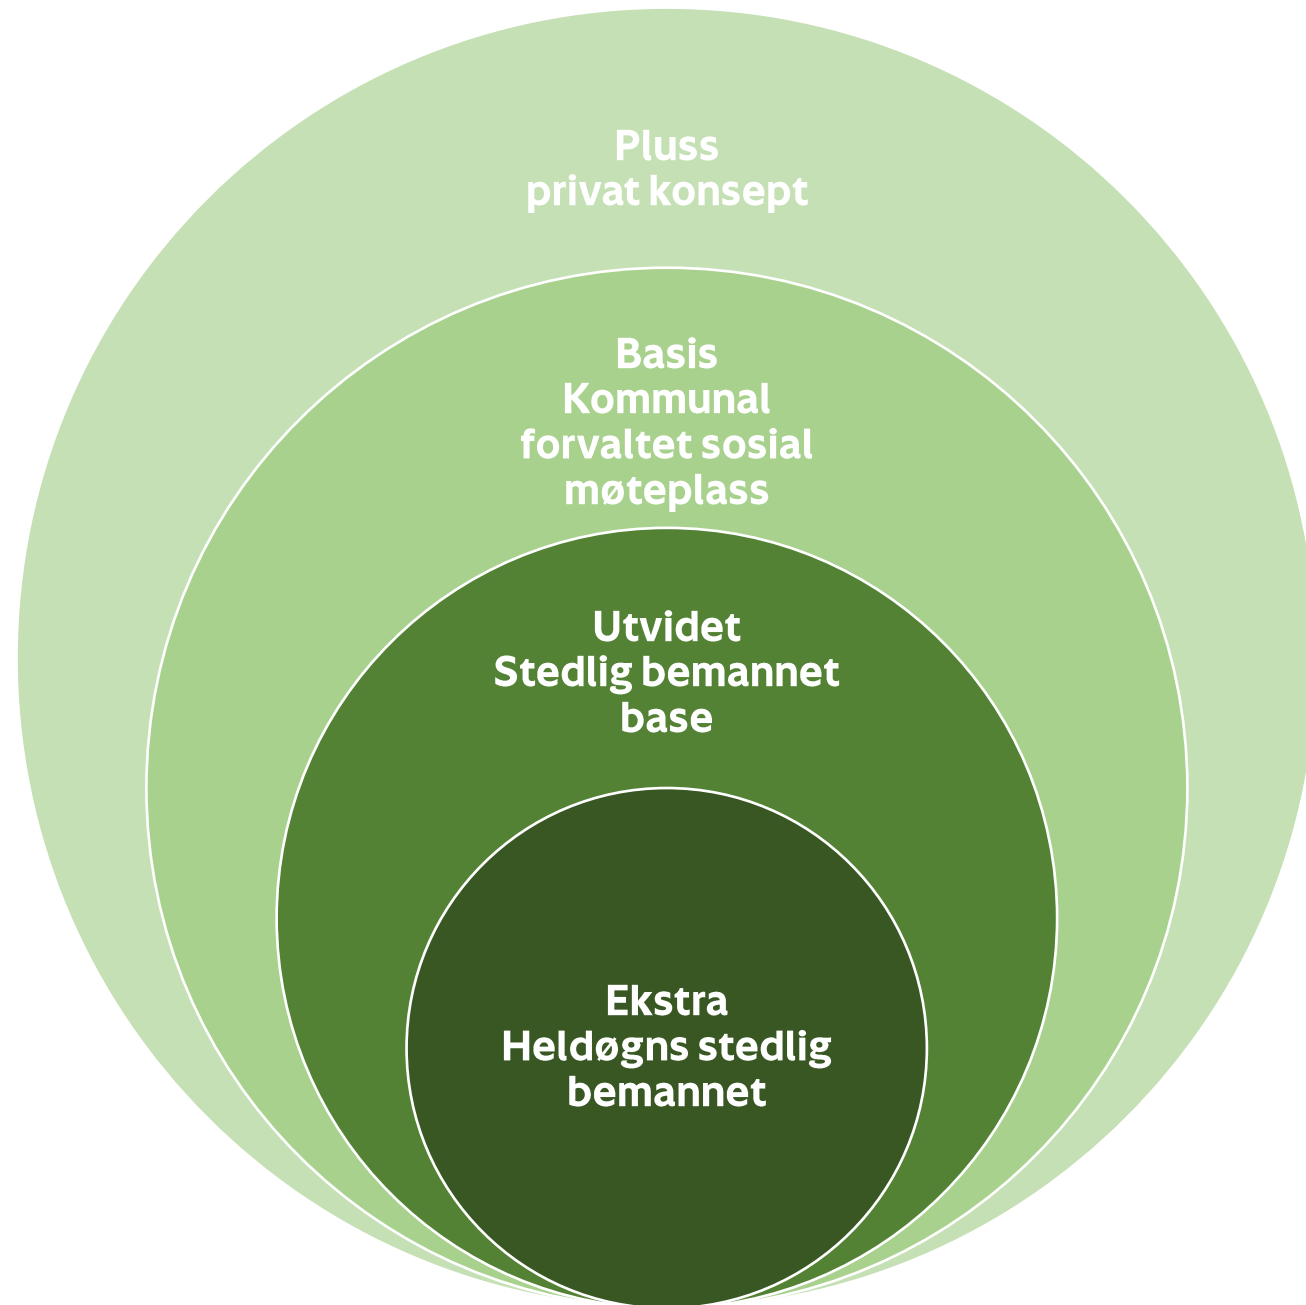 Pluss
privat konsept
Basis
Kommunal
forvaltet sosial
møteplass
Utvidet
Stedlig bemannet
base
Ekstra
Heldøgns stedlig
bemannet